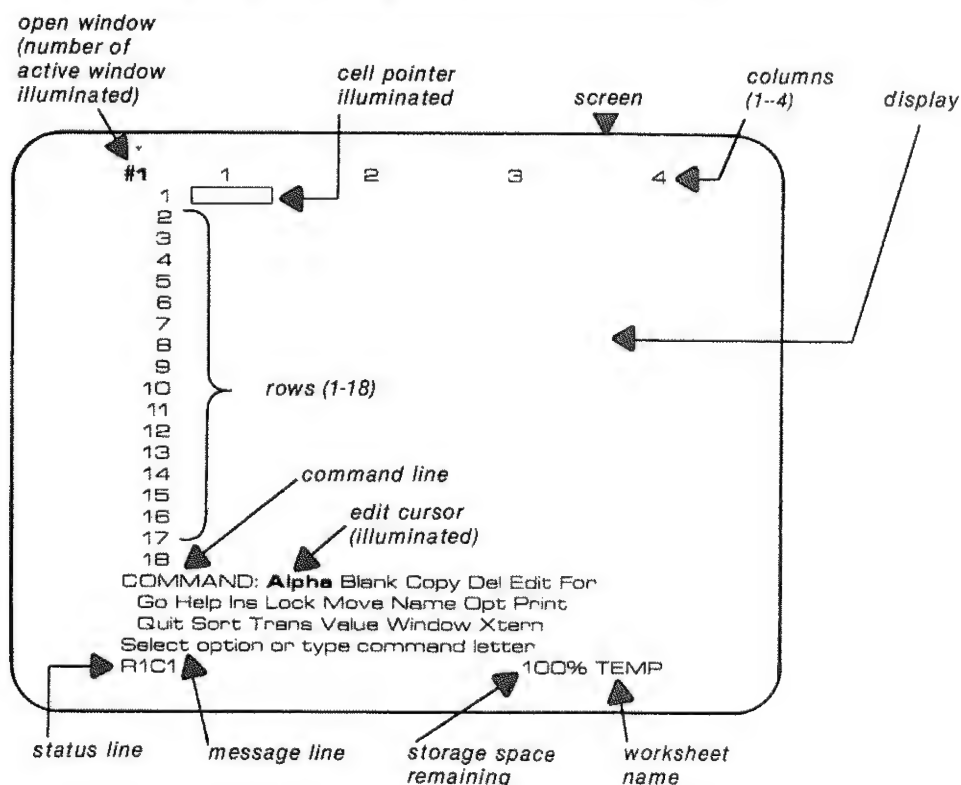 open window
(number of
active window
illuminated)
cell pointer
illuminated
screen
columns
(1--4)
display
#1 1 2 3 4
1
2
3
4
5
6
7
8
9
10
11
12
13
14
15
16
17
18
rows (1-18)
command line
edit cursor
(illuminated)
COMMAND: Alpha Blank Copy Del Edit For
Go Help Ins Lock Move Name Opt Print
Quit Sort Trans Value Window Xtern
Select option or type command letter
R1C1 100% TEMP
status line
message line
storage space
remaining
worksheet
name